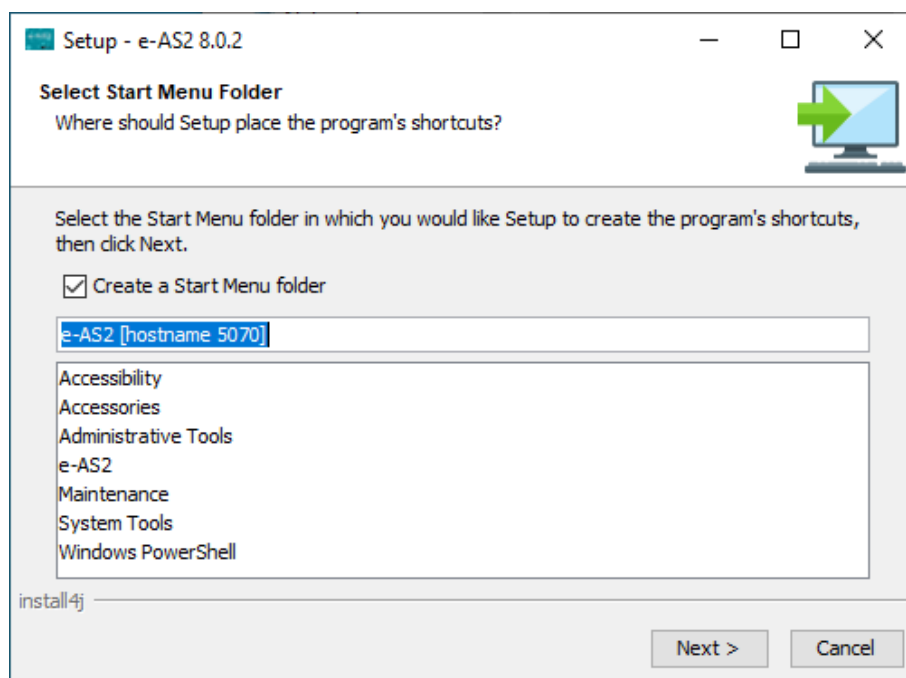 Setup - e-AS2 8.0.2
Select Start Menu Folder
Where should Setup place the program's shortcuts?
Select the Start Menu folder in which you would like Setup to create the program's shortcuts,
then click Next.
Create a Start Menu folder
e-AS2 [hostname 5070]
Accessibility
Accessories
Administrative Tools
e-AS2
Maintenance
System Tools
Windows PowerShell
install4j
Next >
Cancel